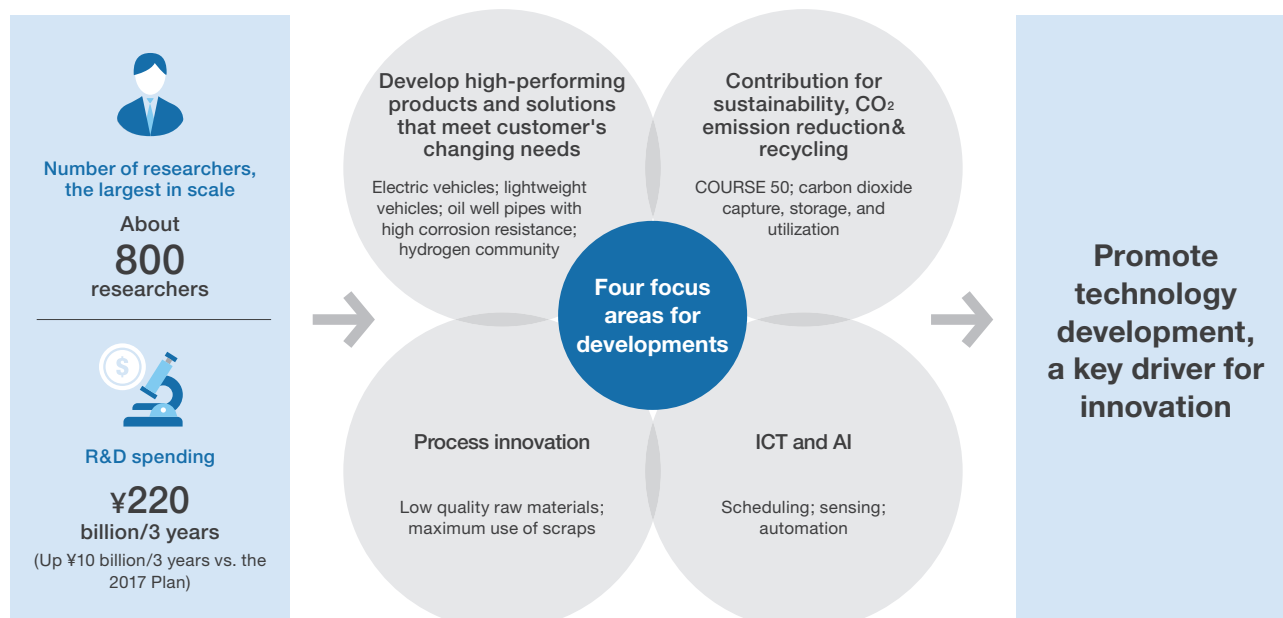 Number of researchers,
the largest in scale
About
800
researchers
$
R&D spending
¥220
billion/3 years
(Up ¥10 billion/3 years vs. the
2017 Plan)
Develop high-performing
products and solutions
that meet customer's
changing needs
Electric vehicles; lightweight
vehicles; oil well pipes with
high corrosion resistance;
hydrogen community
Contribution for
sustainability, CO₂
emission reduction&
recycling
COURSE 50; carbon dioxide
capture, storage, and
utilization
Four focus
areas for
developments
Process innovation
Low quality raw materials;
maximum use of scraps
ICT and AI
Scheduling; sensing;
automation
Promote
technology
development,
a key driver for
innovation